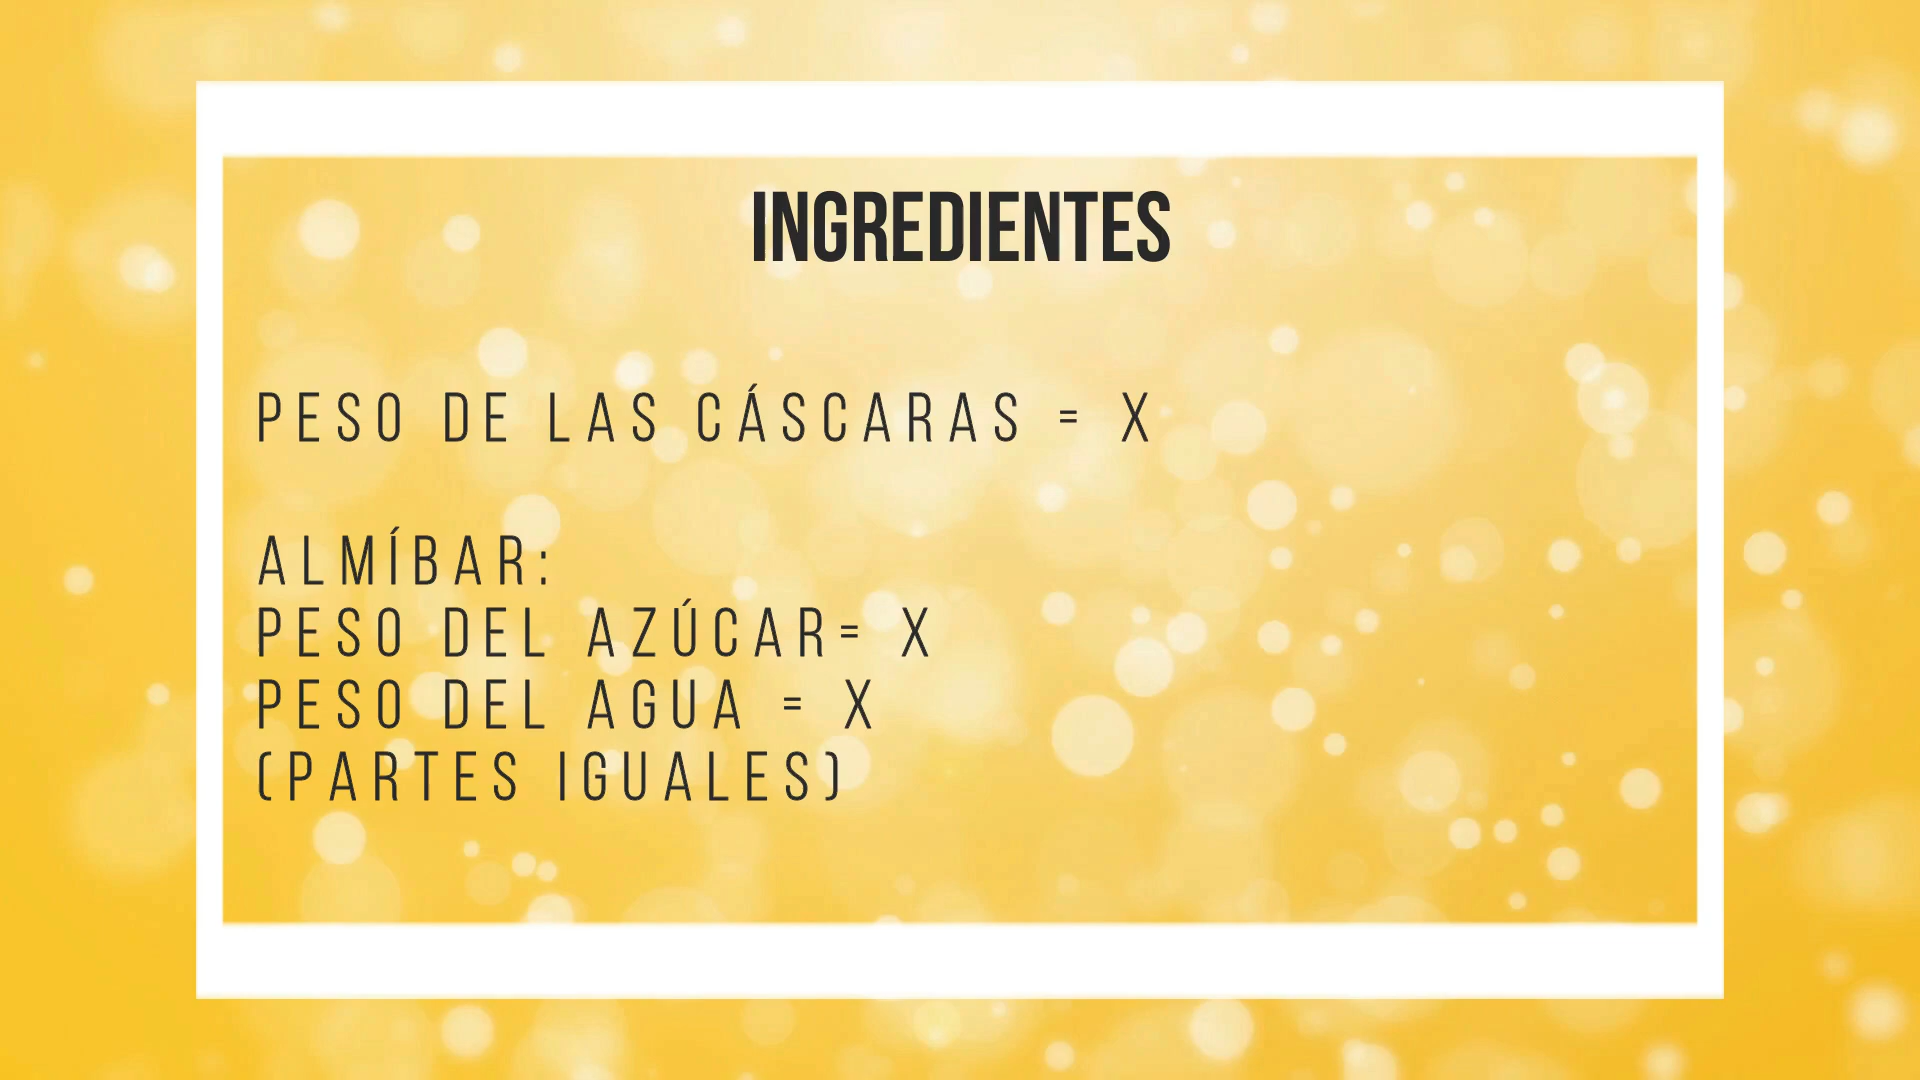 INGREDIENTES
PESO DE LAS CÁSCARAS = X
ALMÍBAR:
PESO DEL AZÚCAR= X
PESO DEL AGUA = X
(PARTES IGUALES)